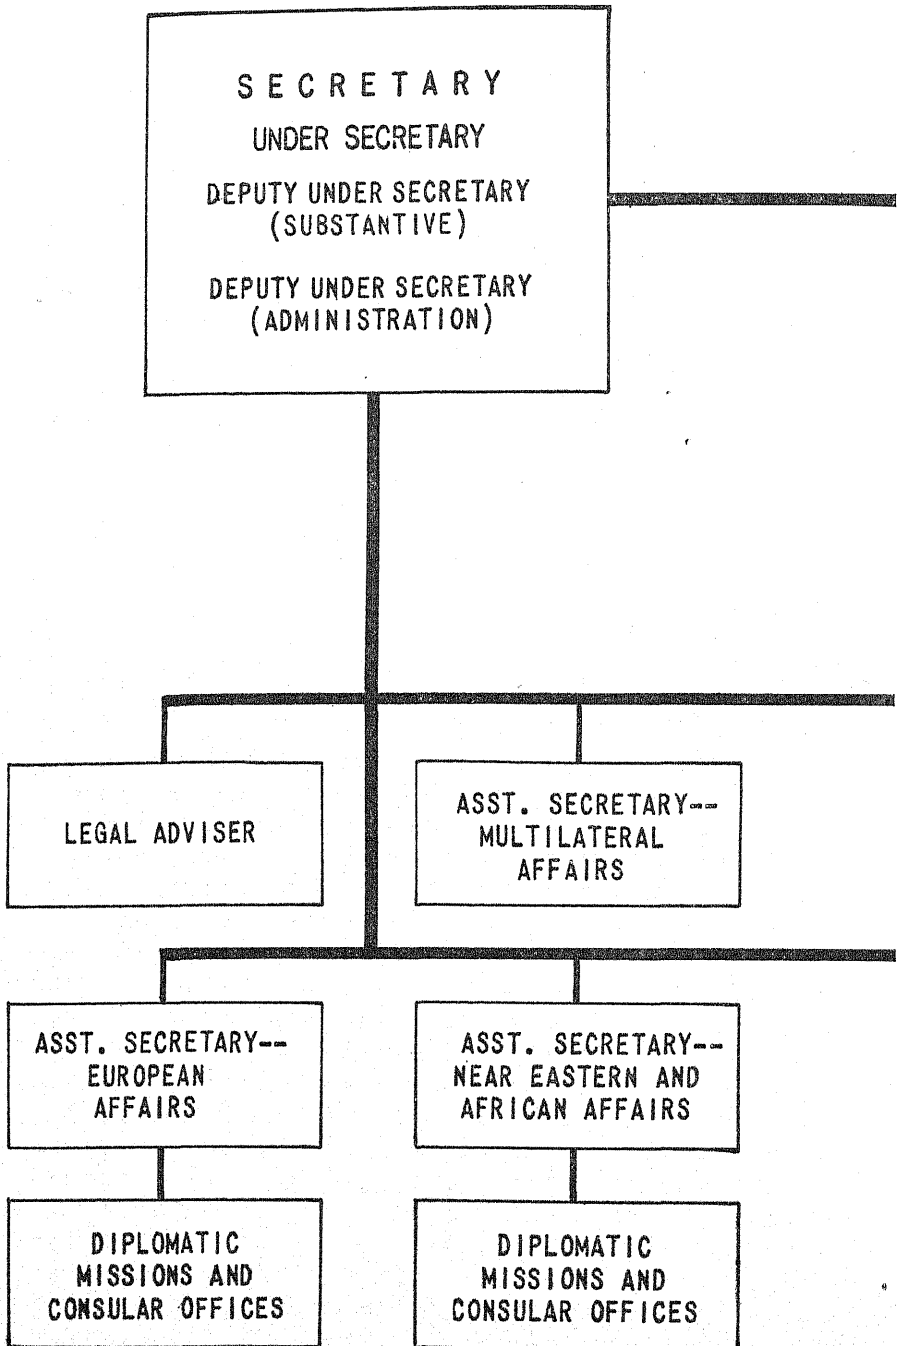 SECRETARY
UNDER SECRETARY
DEPUTY UNDER SECRETARY
(SUBSTANTIVE)
DEPUTY UNDER SECRETARY
(ADMINISTRATION)
LEGAL ADVISER
ASST. SECRETARY--
MULTILATERAL
AFFAIRS
ASST. SECRETARY--
EUROPEAN
AFFAIRS
ASST. SECRETARY--
NEAR EASTERN AND
AFRICAN AFFAIRS
DIPLOMATIC
MISSIONS AND
CONSULAR OFFICES
DIPLOMATIC
MISSIONS AND
CONSULAR OFFICES